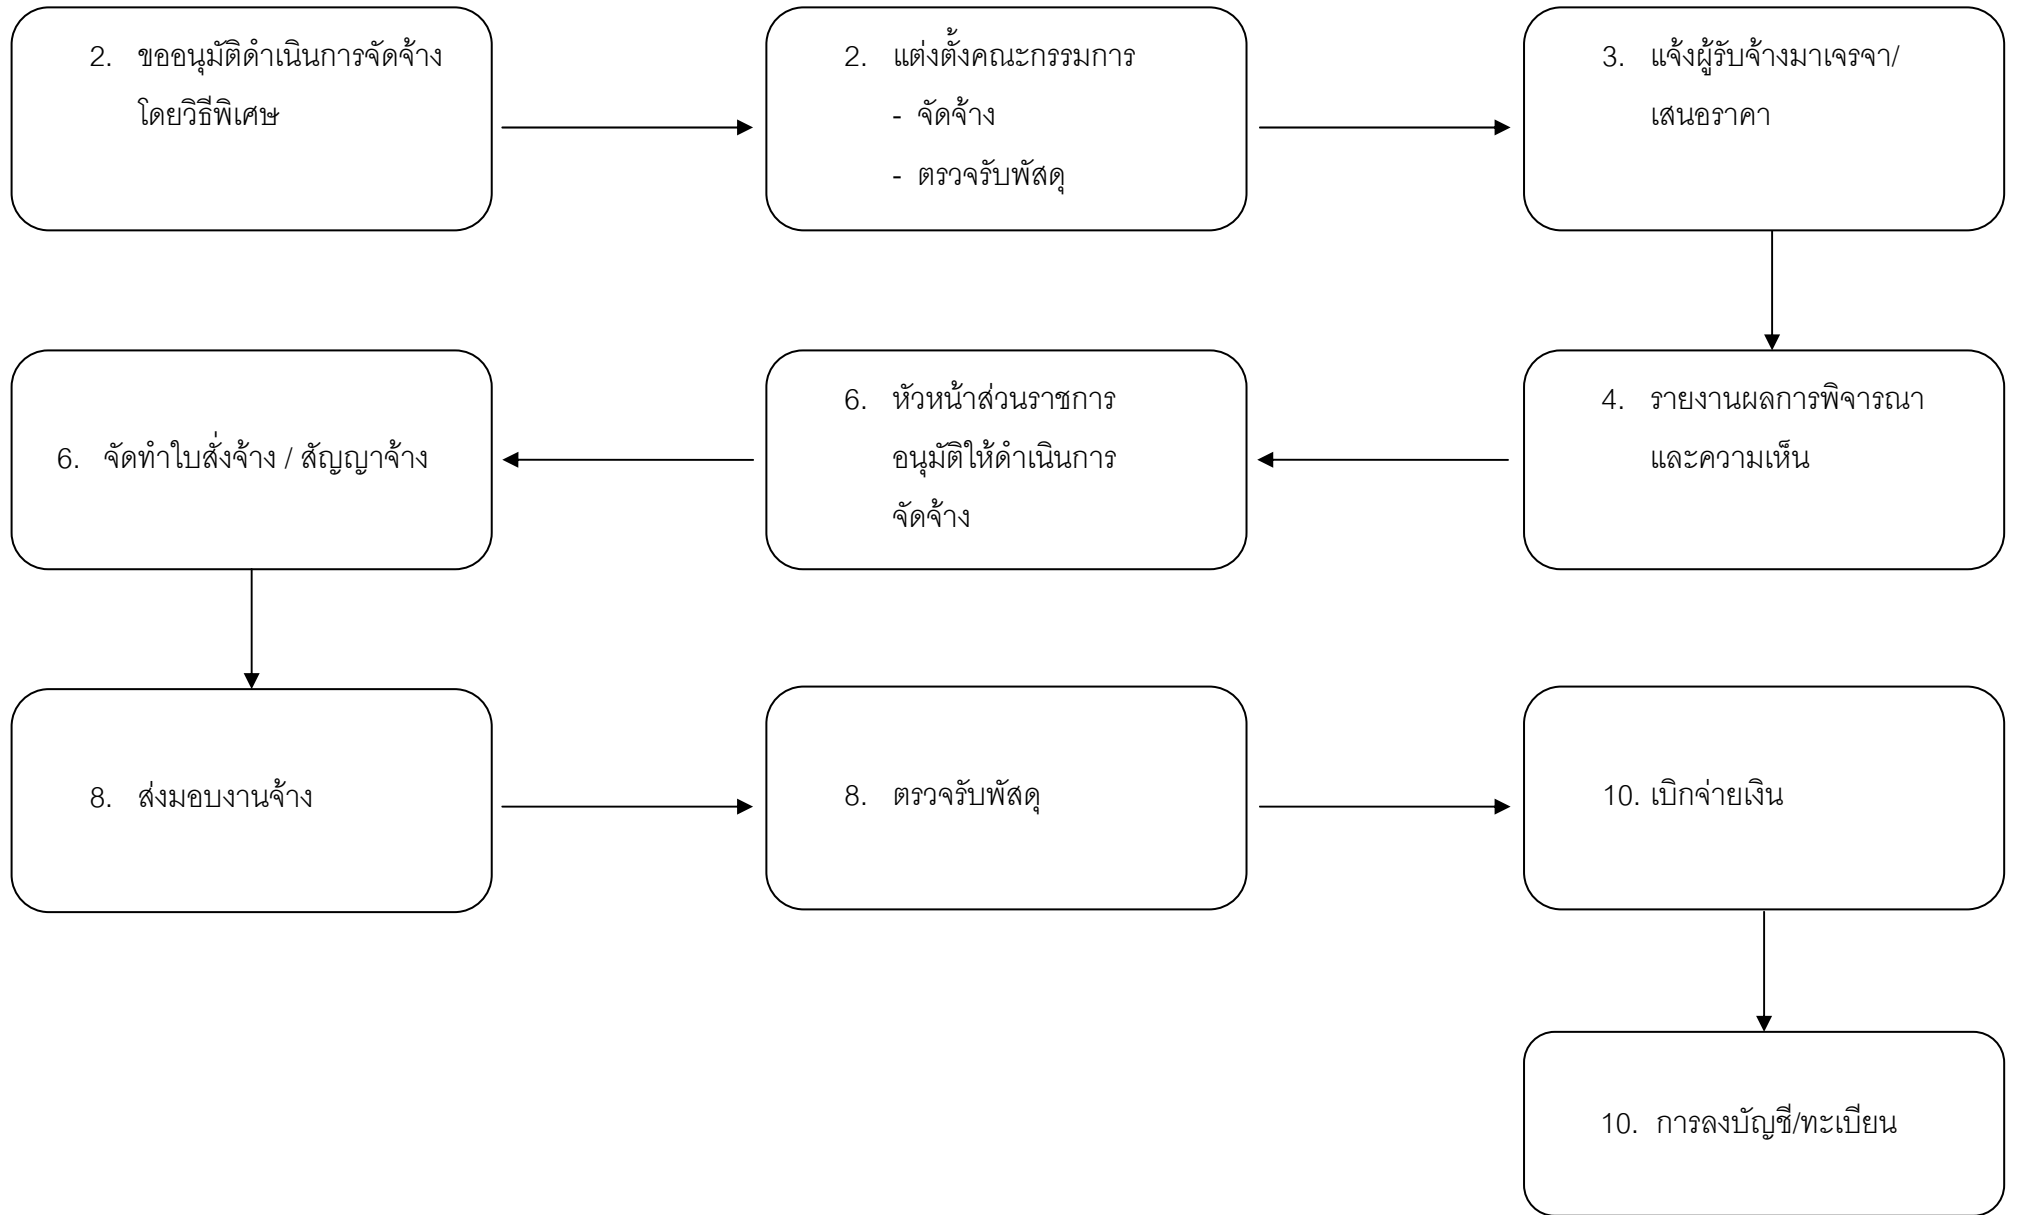 2. ขออนุมัติดำเนินการจัดจ้าง
โดยวิธีพิเศษ
2. แต่งตั้งคณะกรรมการ
- จัดจ้าง
- ตรวจรับพัสดุ
3. แจ้งผู้รับจ้างมาเจรจา/
เสนอราคา
4. รายงานผลการพิจารณา
และความเห็น
6. หัวหน้าส่วนราชการ
อนุมัติให้ดำเนินการ
จัดจ้าง
6. จัดทำใบสั่งจ้าง / สัญญาจ้าง
8. ส่งมอบงานจ้าง
8. ตรวจรับพัสดุ
10. เบิกจ่ายเงิน
10. การลงบัญชี/ทะเบียน